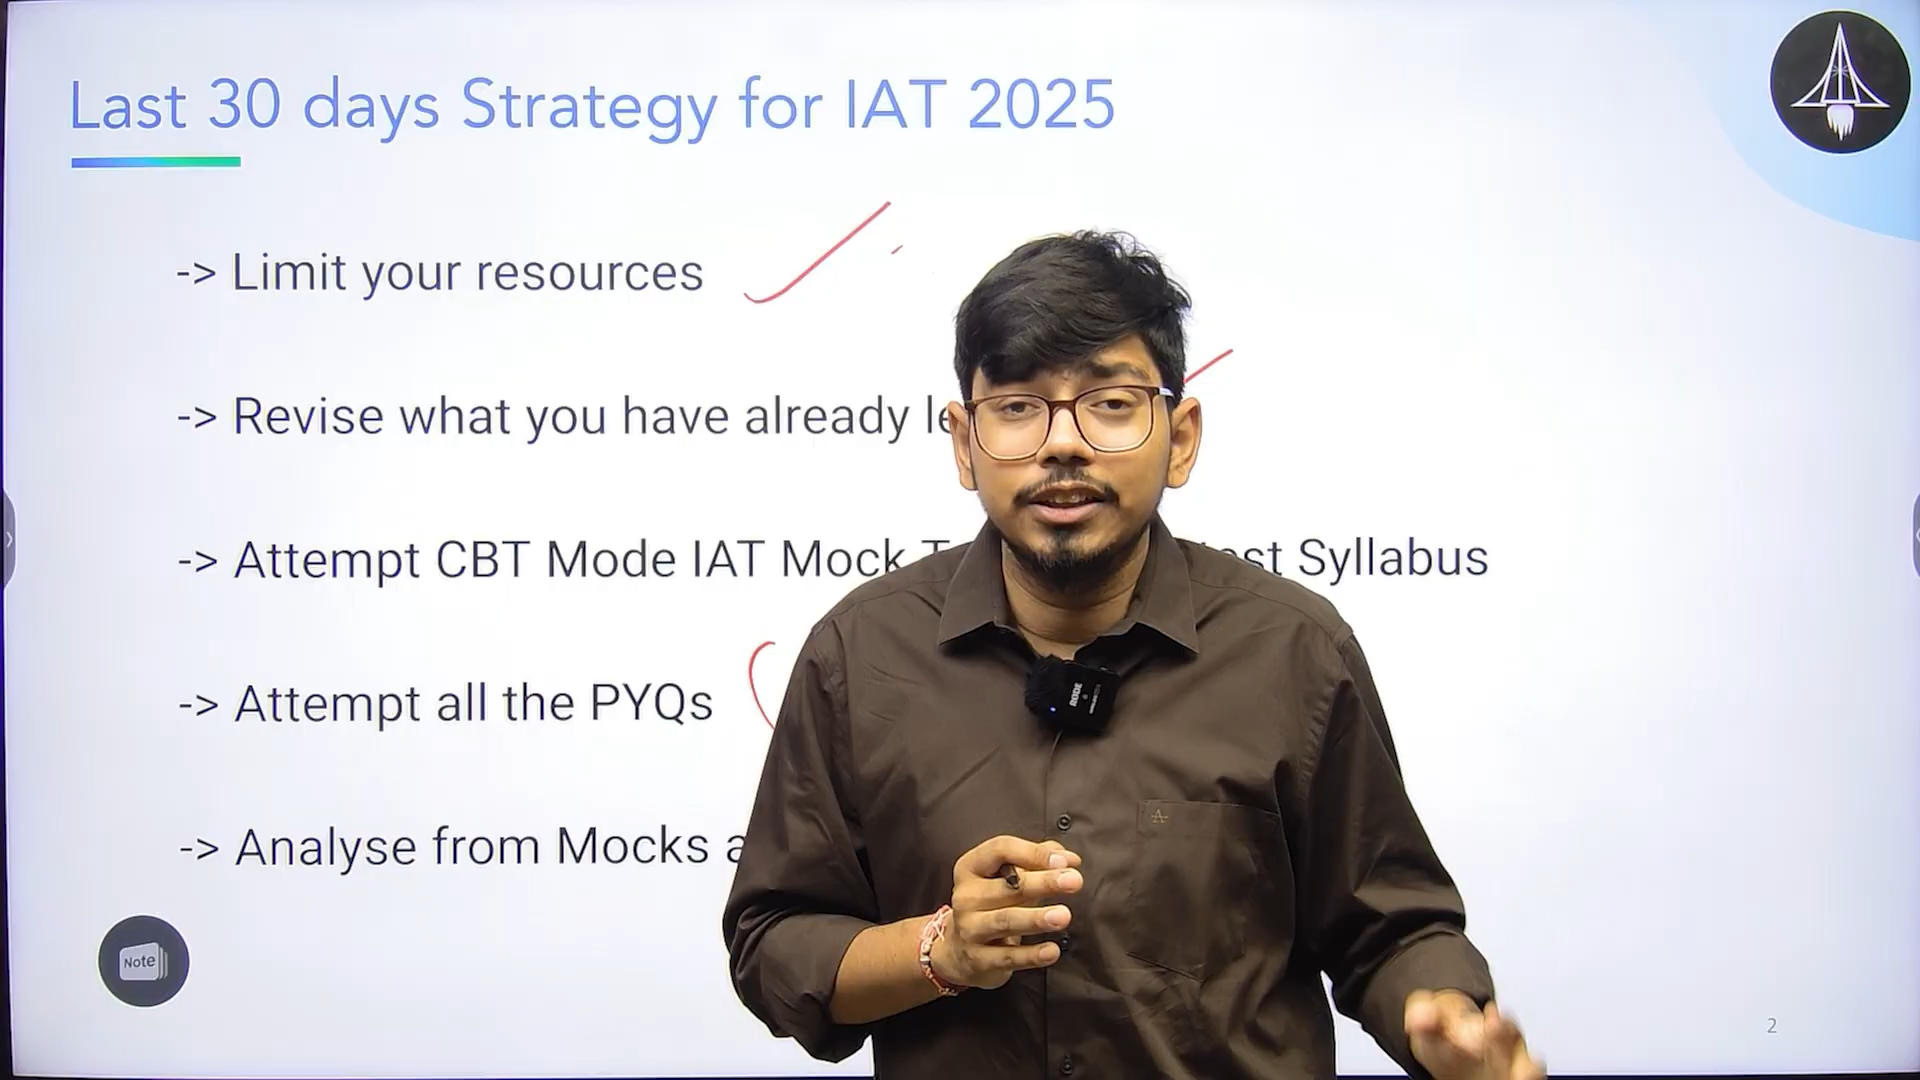 Last 30 days Strategy for IAT 2025
-> Limit your resources
-> Revise what you have already
-> Attempt CBT Mode IAT Mock Syllabus
-> Attempt all the PYQs
-> Analyse from Mocks
RODE
Note
2